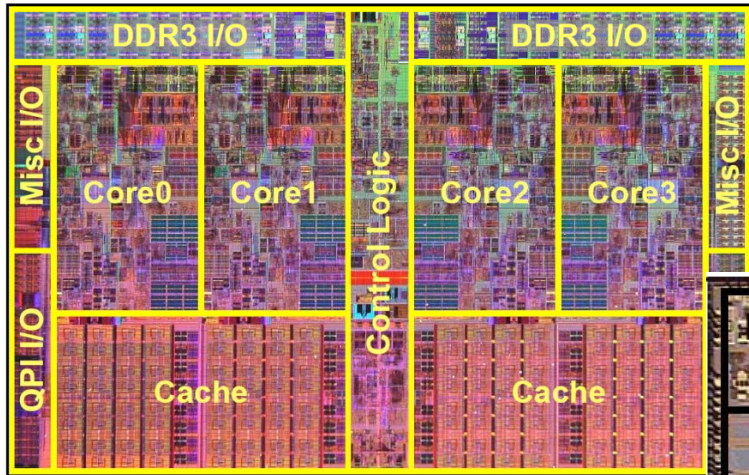 DDR3 I/O
DDR3 I/O
Misc I/O
Core0
Core1
Control Logic
Core2
Core3
Misc I/O
QPI I/O
Cache
Cache